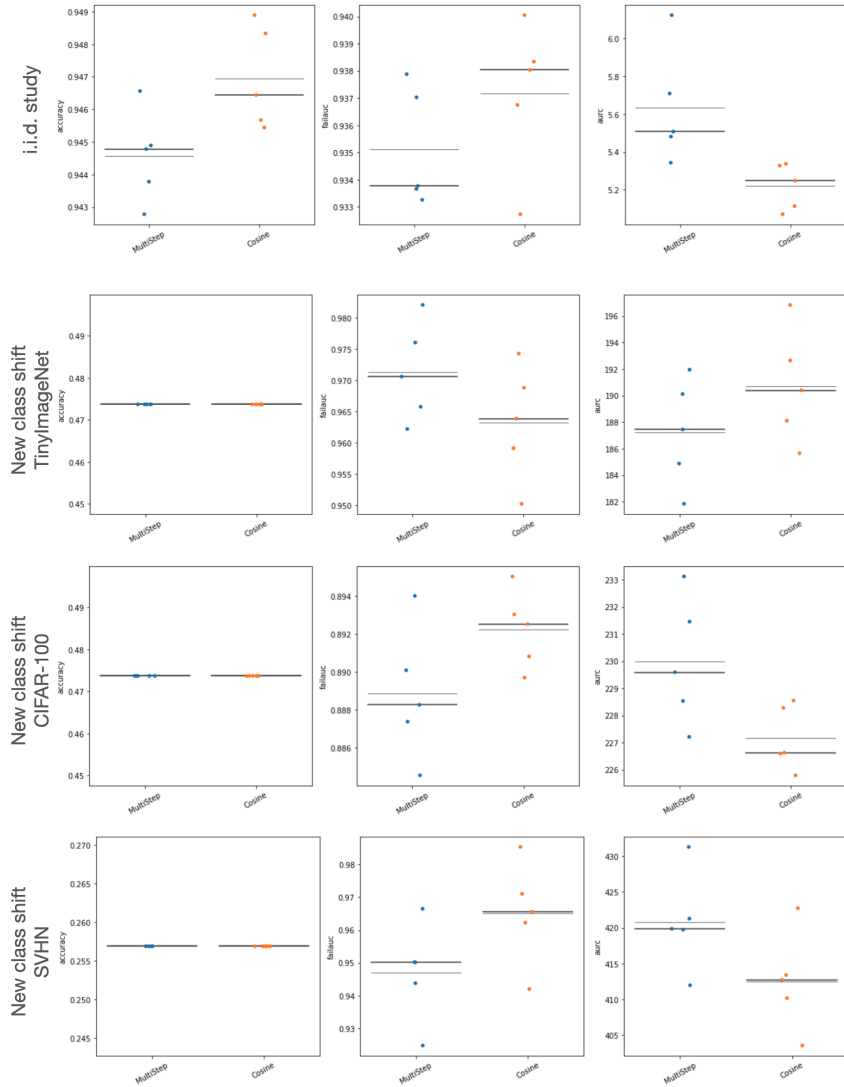 i.i.d. study
accuracy
0.949
0.948
0.947
0.946
0.945
0.944
0.943
MultiStep
Cosine
failauc
0.940
0.939
0.938
0.937
0.936
0.935
0.934
0.933
MultiStep
Cosine
aurc
6.0
5.8
5.6
5.4
5.2
MultiStep
Cosine
New class shift
TinyImageNet
accuracy
0.49
0.48
0.47
0.46
0.45
MultiStep
Cosine
failauc
0.980
0.975
0.970
0.965
0.960
0.955
0.950
MultiStep
Cosine
aurc
196
194
192
190
188
186
184
182
MultiStep
Cosine
New class shift
CIFAR-100
accuracy
0.49
0.48
0.47
0.46
0.45
MultiStep
Cosine
failauc
0.894
0.892
0.890
0.888
0.886
MultiStep
Cosine
aurc
233
232
231
230
229
228
227
226
MultiStep
Cosine
New class shift
SVHN
accuracy
0.270
0.265
0.260
0.255
0.250
0.245
MultiStep
Cosine
failauc
0.98
0.97
0.96
0.95
0.94
0.93
MultiStep
Cosine
aurc
430
425
420
415
410
405
MultiStep
Cosine